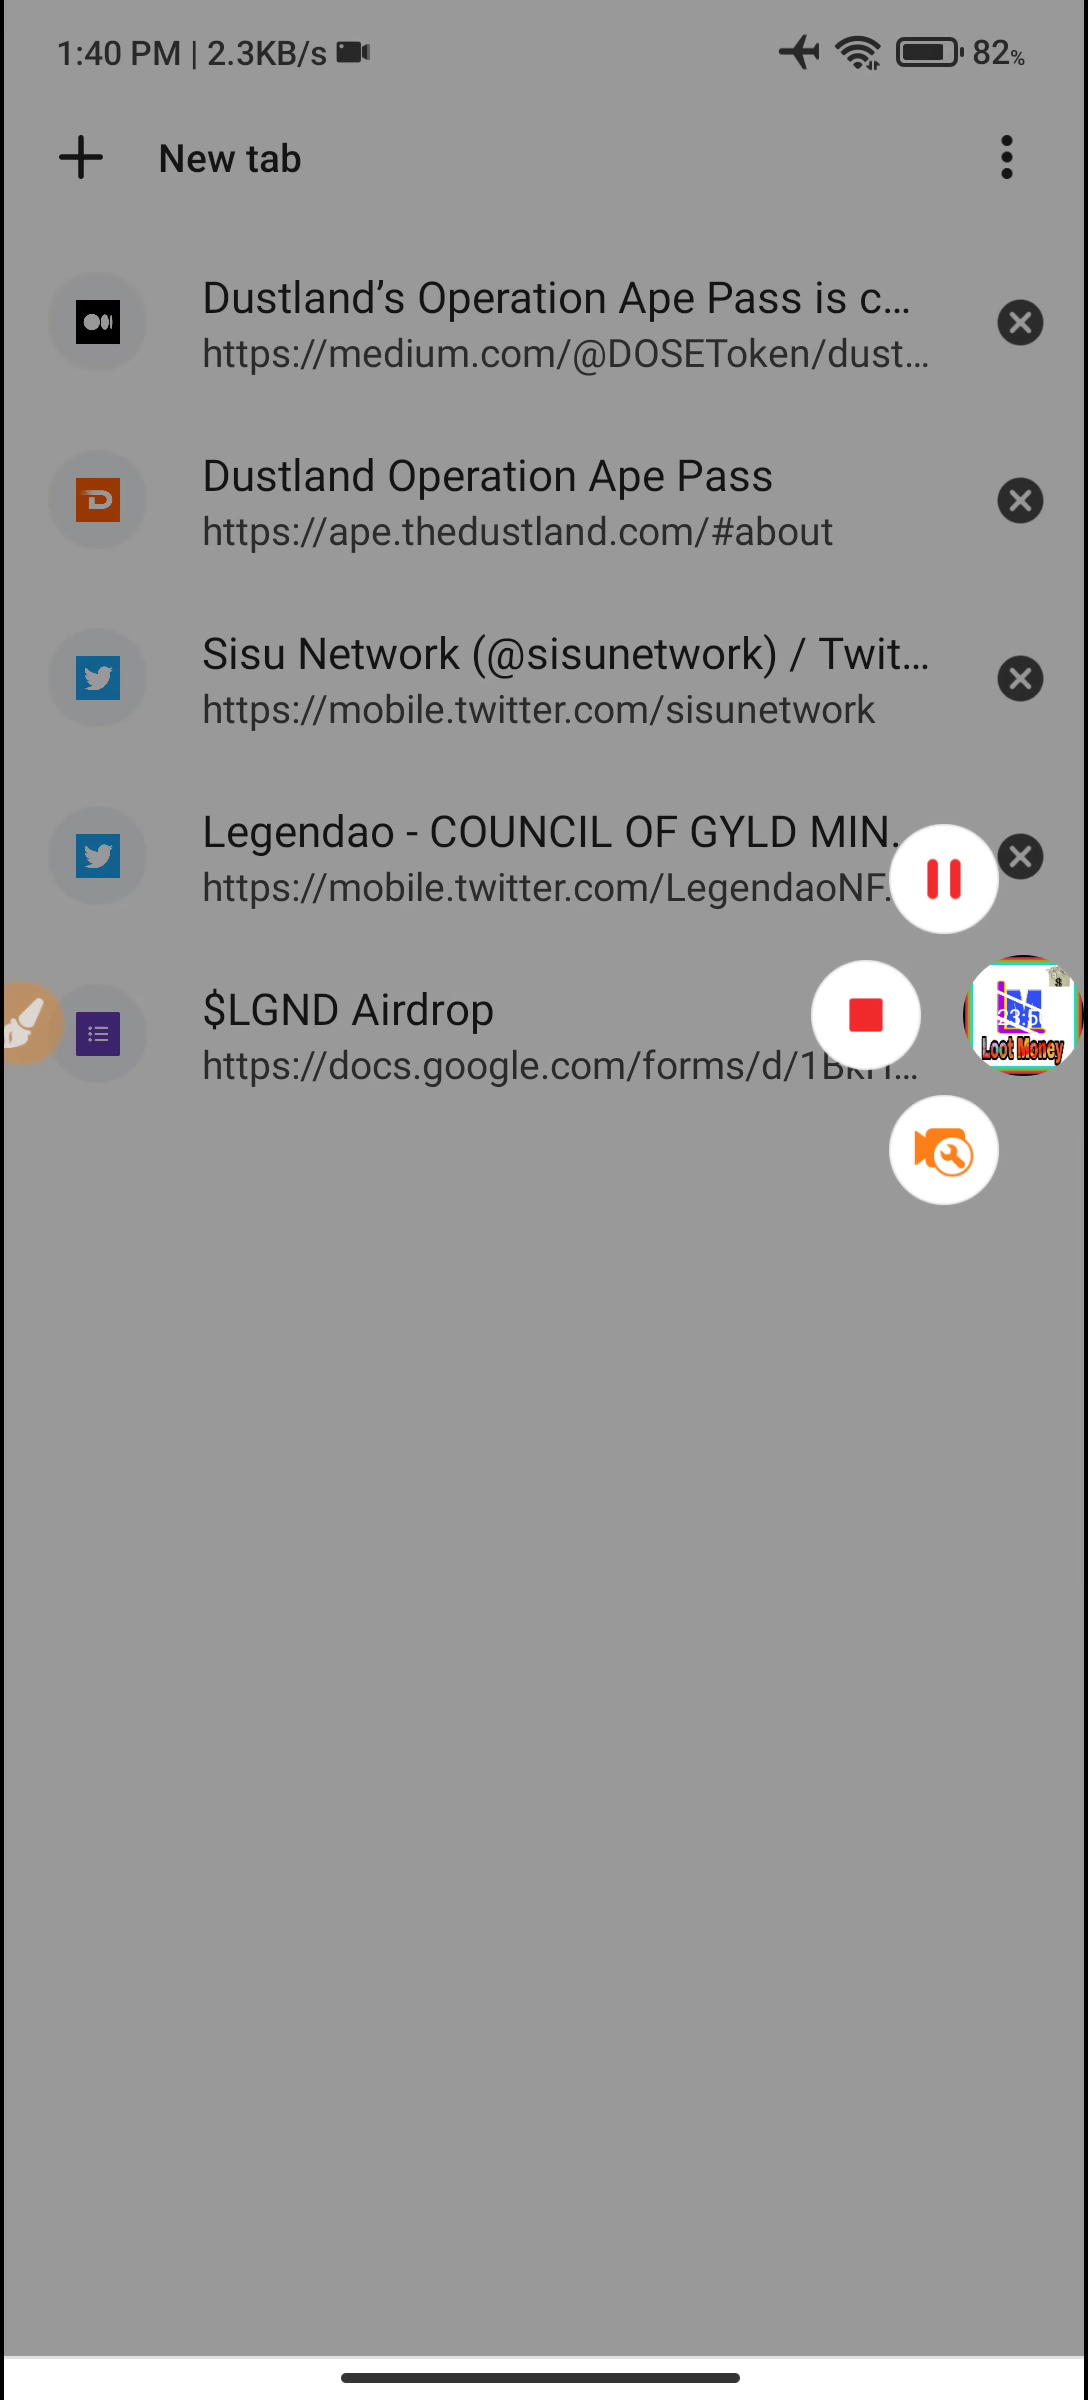 1:40 PM | 2.3KB/s 82%
New tab
Dustland’s Operation Ape Pass is c...
https://medium.com/@DOSEToken/dust...
Dustland Operation Ape Pass
https://ape.thedustland.com/#about
Sisu Network (@sisunetwork) / Twit...
https://mobile.twitter.com/sisunetwork
Legendao - COUNCIL OF GYLD MIN.
https://mobile.twitter.com/LegendaoNF.
$LGND Airdrop
https://docs.google.com/forms/d/1BkH...
Loot Money